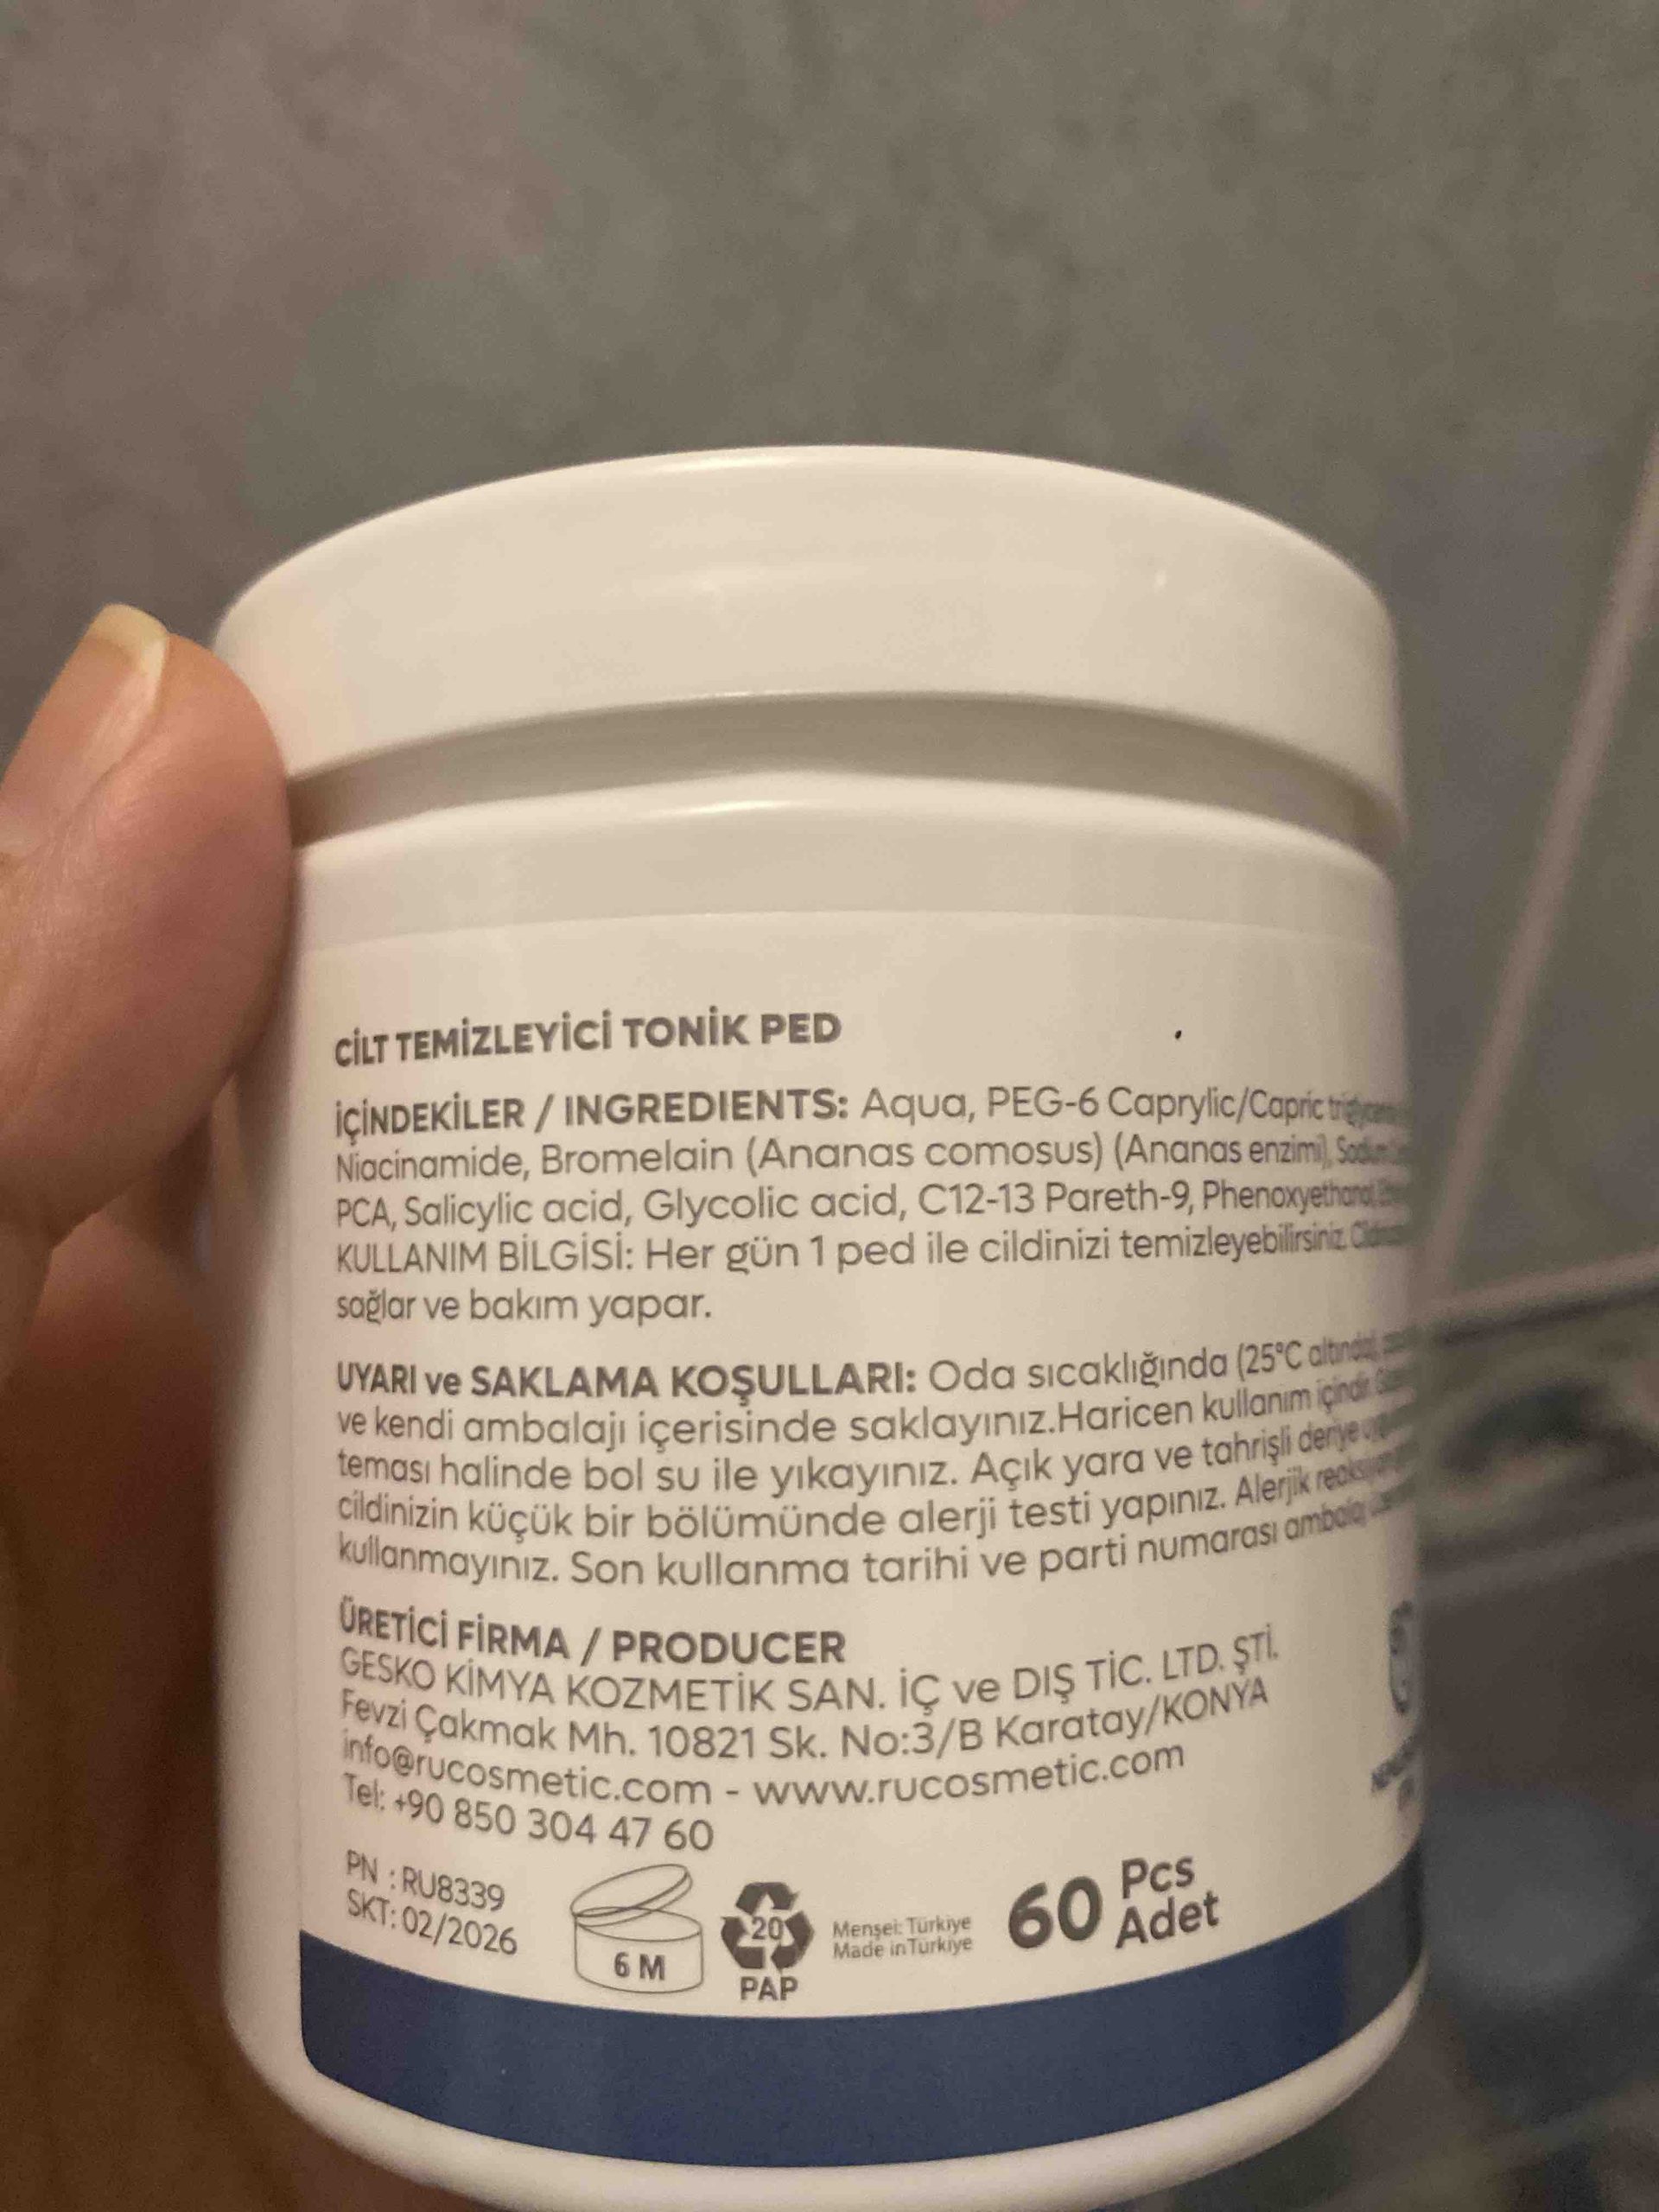 CİLT TEMİZLEYİCİ TONİK PED
İÇİNDEKİLER / INGREDIENTS: Aqua, PEG-6 Caprylic/Capric
Niacinamide, Bromelain (Ananas comosus) (Ananas enzimi),
PCA, Salicylic acid, Glycolic acid, C12-13 Pareth-9, Phenoxyethanol,
KULLANIM BİLGİSİ: Her gün 1 ped ile cildinizi temizleyebilirsiniz.
sağlar ve bakım yapar.
UYARI ve SAKLAMA KOŞULLARI: Oda sıcaklığında (25°C altında),
ve kendi ambalajı içerisinde saklayınız.Haricen kullanım içindir.
teması halinde bol su ile yıkayınız. Açık yara ve tahrişli deriye
cildinizin küçük bir bölümünde alerji testi yapınız. Alerjik
kullanmayınız. Son kullanma tarihi ve parti numarası
ÜRETİCİ FİRMA / PRODUCER
GESKO KİMYA KOZMETİK SAN. İÇ ve DIŞ TİC. LTD. ŞTİ.
Fevzi Çakmak Mh. 10821 Sk. No:3/B Karatay/KONYA
info@rucosmetic.com - www.rucosmetic.com
Tel: +90 850 304 47 60
PN : RU8339
SKT: 02/2026
6 M
20
PAP
Menşei: Türkiye
Made in Türkiye
60 Pcs
Adet